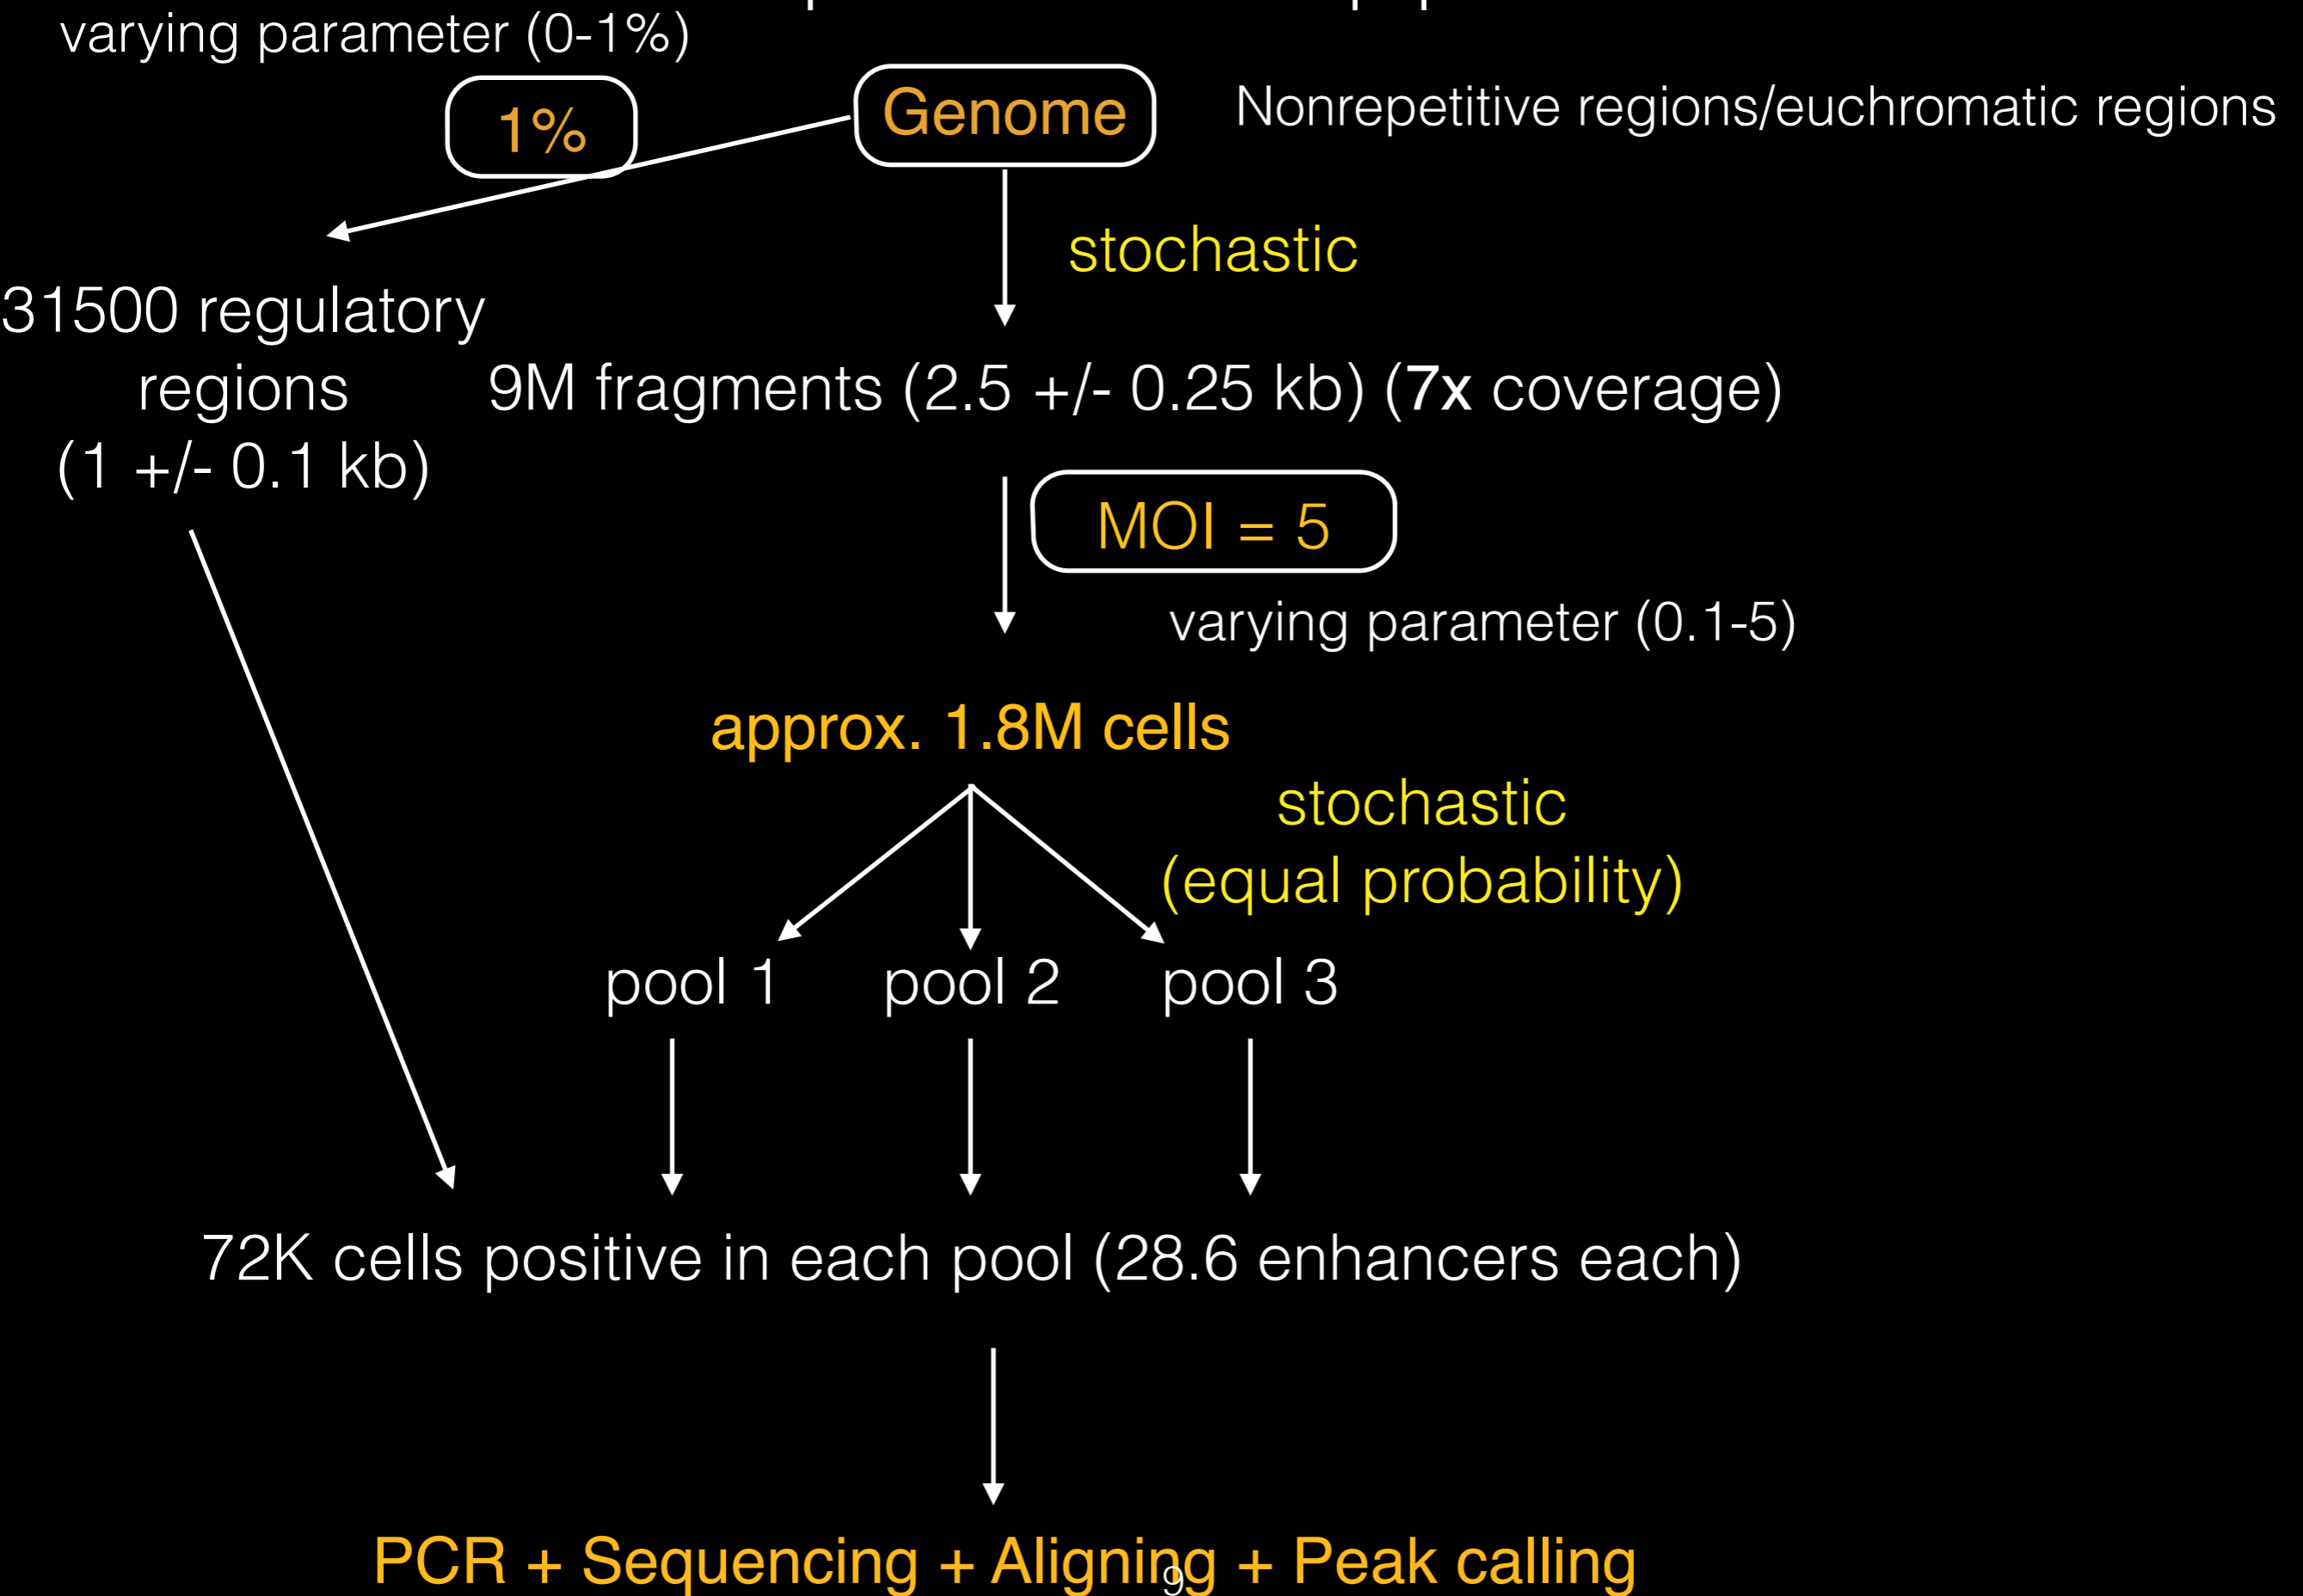 varying parameter (0-1%)
1%
Genome
Nonrepetitive regions/euchromatic regions
stochastic
31500 regulatory
regions
(1 +/- 0.1 kb)
9M fragments (2.5 +/- 0.25 kb) (7x coverage)
MOI = 5
varying parameter (0.1-5)
approx. 1.8M cells
stochastic
(equal probability)
pool 1
pool 2
pool 3
72K cells positive in each pool (28.6 enhancers each)
PCR + Sequencing + Aligning + Peak calling
9